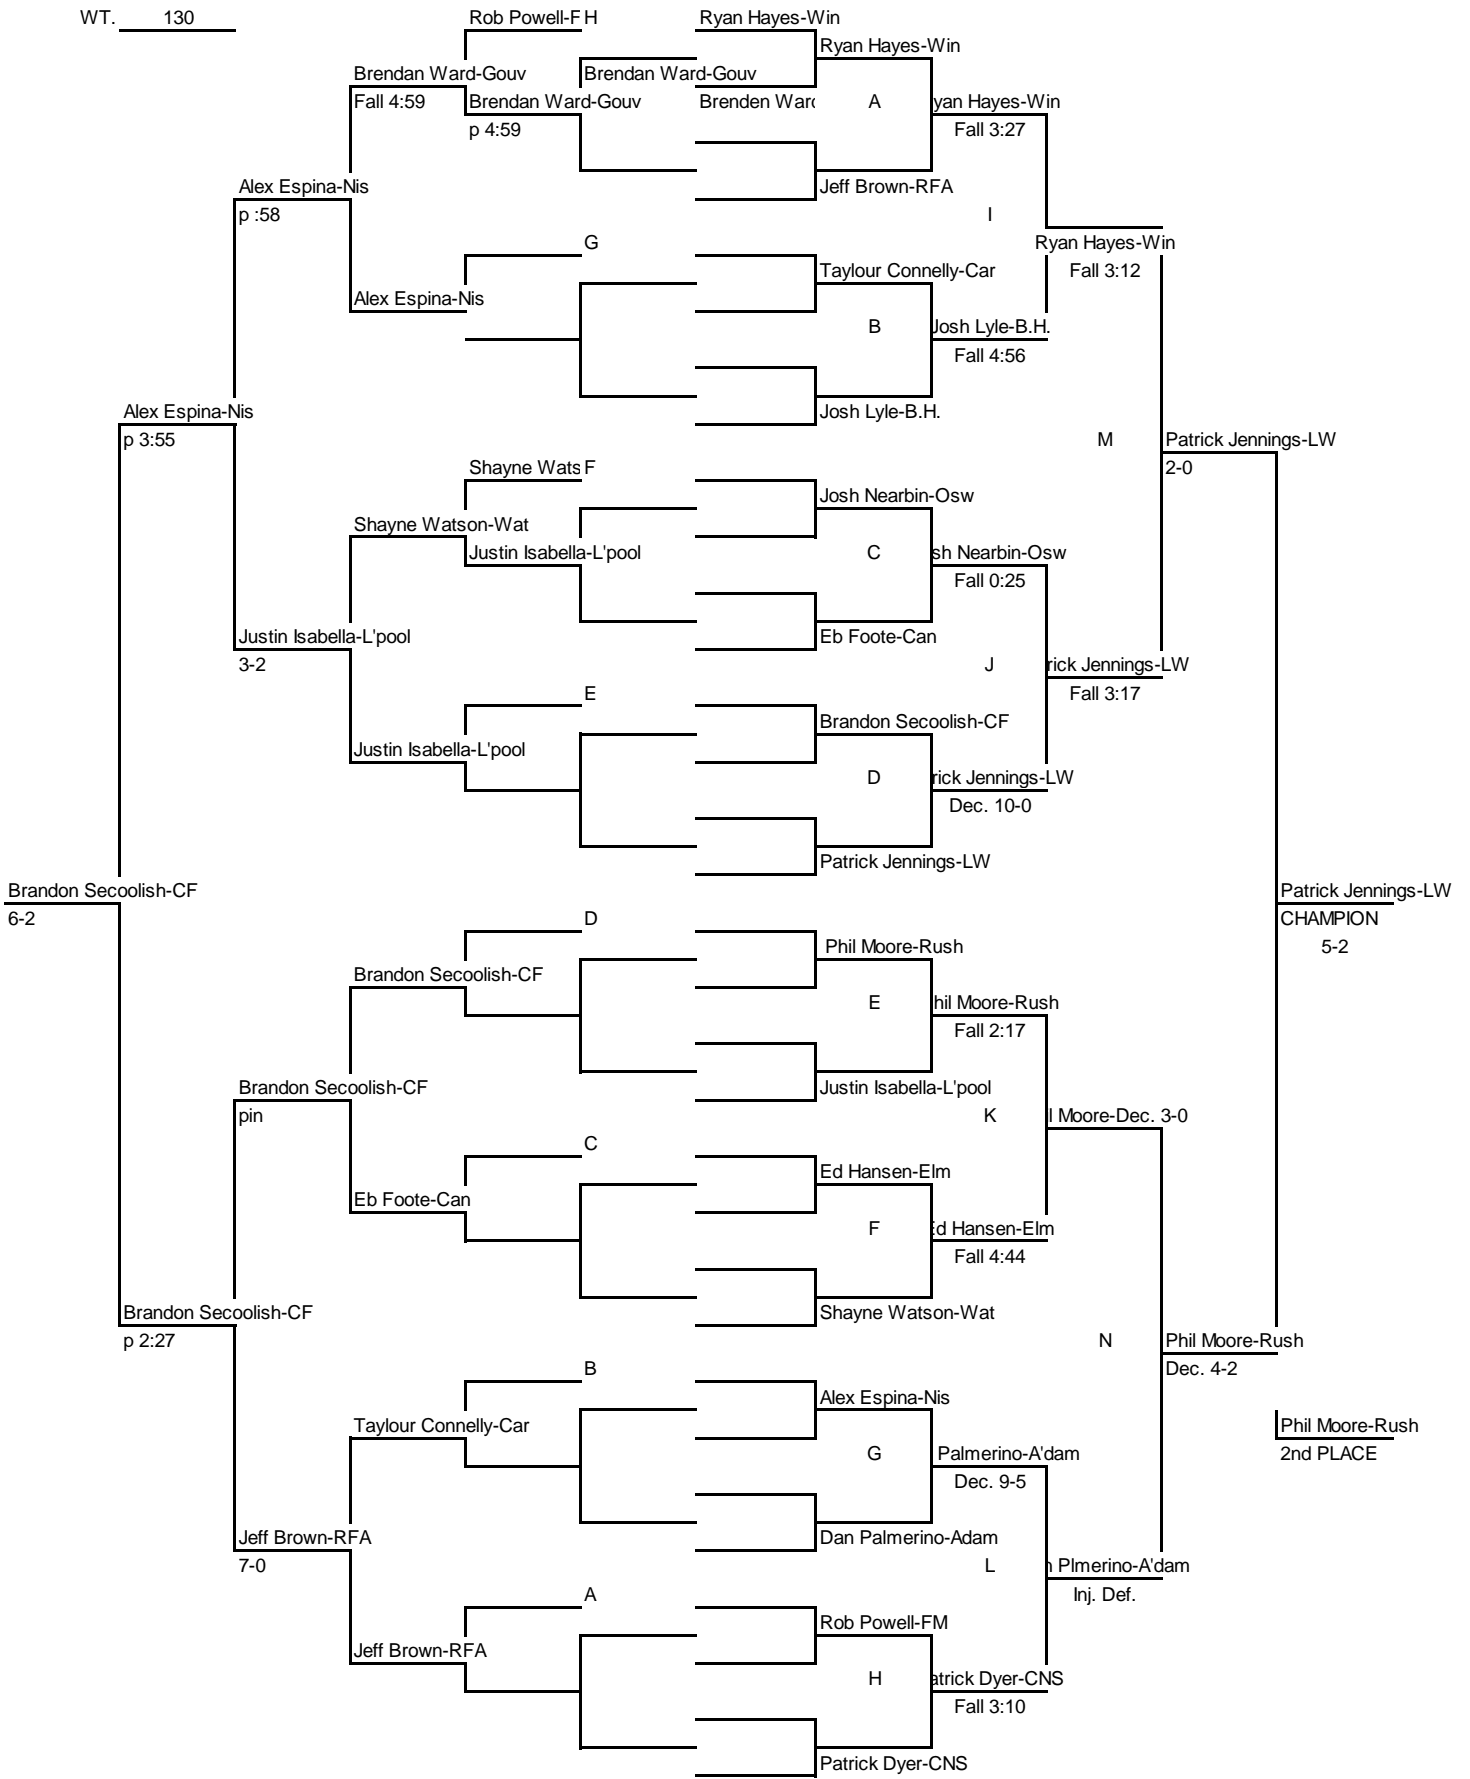 WT. 130
Rob Powell-F H
Ryan Hayes-Win
Ryan Hayes-Win
Brendan Ward-Gouv
Brendan Ward-Gouv
Fall 4:59
Brendan Ward-Gouv
Brenden Ward
A
yan Hayes-Win
p 4:59
Fall 3:27
Alex Espina-Nis
Jeff Brown-RFA
p :58
I
G
Ryan Hayes-Win
Taylour Connelly-Car
Fall 3:12
Alex Espina-Nis
B
Josh Lyle-B.H.
Fall 4:56
Alex Espina-Nis
Josh Lyle-B.H.
p 3:55
M
Patrick Jennings-LW
Shayne Wats F
2-0
Josh Nearbin-Osw
Shayne Watson-Wat
Justin Isabella-L'pool
C
sh Nearbin-Osw
Fall 0:25
Justin Isabella-L'pool
Eb Foote-Can
3-2
J
rick Jennings-LW
E
Fall 3:17
Brandon Secoolish-CF
Justin Isabella-L'pool
D
rick Jennings-LW
Dec. 10-0
Patrick Jennings-LW
Brandon Secoolish-CF
Patrick Jennings-LW
6-2
D
CHAMPION
Phil Moore-Rush
5-2
Brandon Secoolish-CF
E
hil Moore-Rush
Fall 2:17
Brandon Secoolish-CF
Justin Isabella-L'pool
pin
K
l Moore-Dec. 3-0
C
Ed Hansen-Elm
Eb Foote-Can
F
Ed Hansen-Elm
Fall 4:44
Brandon Secoolish-CF
Shayne Watson-Wat
p 2:27
N
Phil Moore-Rush
B
Dec. 4-2
Alex Espina-Nis
Taylour Connelly-Car
Phil Moore-Rush
G
Palmerino-A'dam
2nd PLACE
Dec. 9-5
Jeff Brown-RFA
Dan Palmerino-Adam
7-0
L
n Plmerino-A'dam
A
Inj. Def.
Rob Powell-FM
Jeff Brown-RFA
H
atrick Dyer-CNS
Fall 3:10
Patrick Dyer-CNS